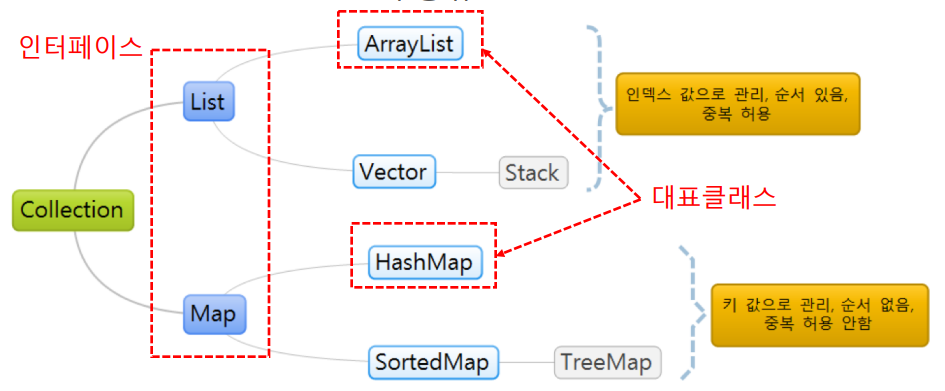 인터페이스
ArrayList
List
인덱스 값으로 관리, 순서 있음,
중복 허용
Vector
Stack
Collection
대표클래스
HashMap
Map
키 값으로 관리, 순서 없음,
중복 허용 안함
SortedMap
TreeMap